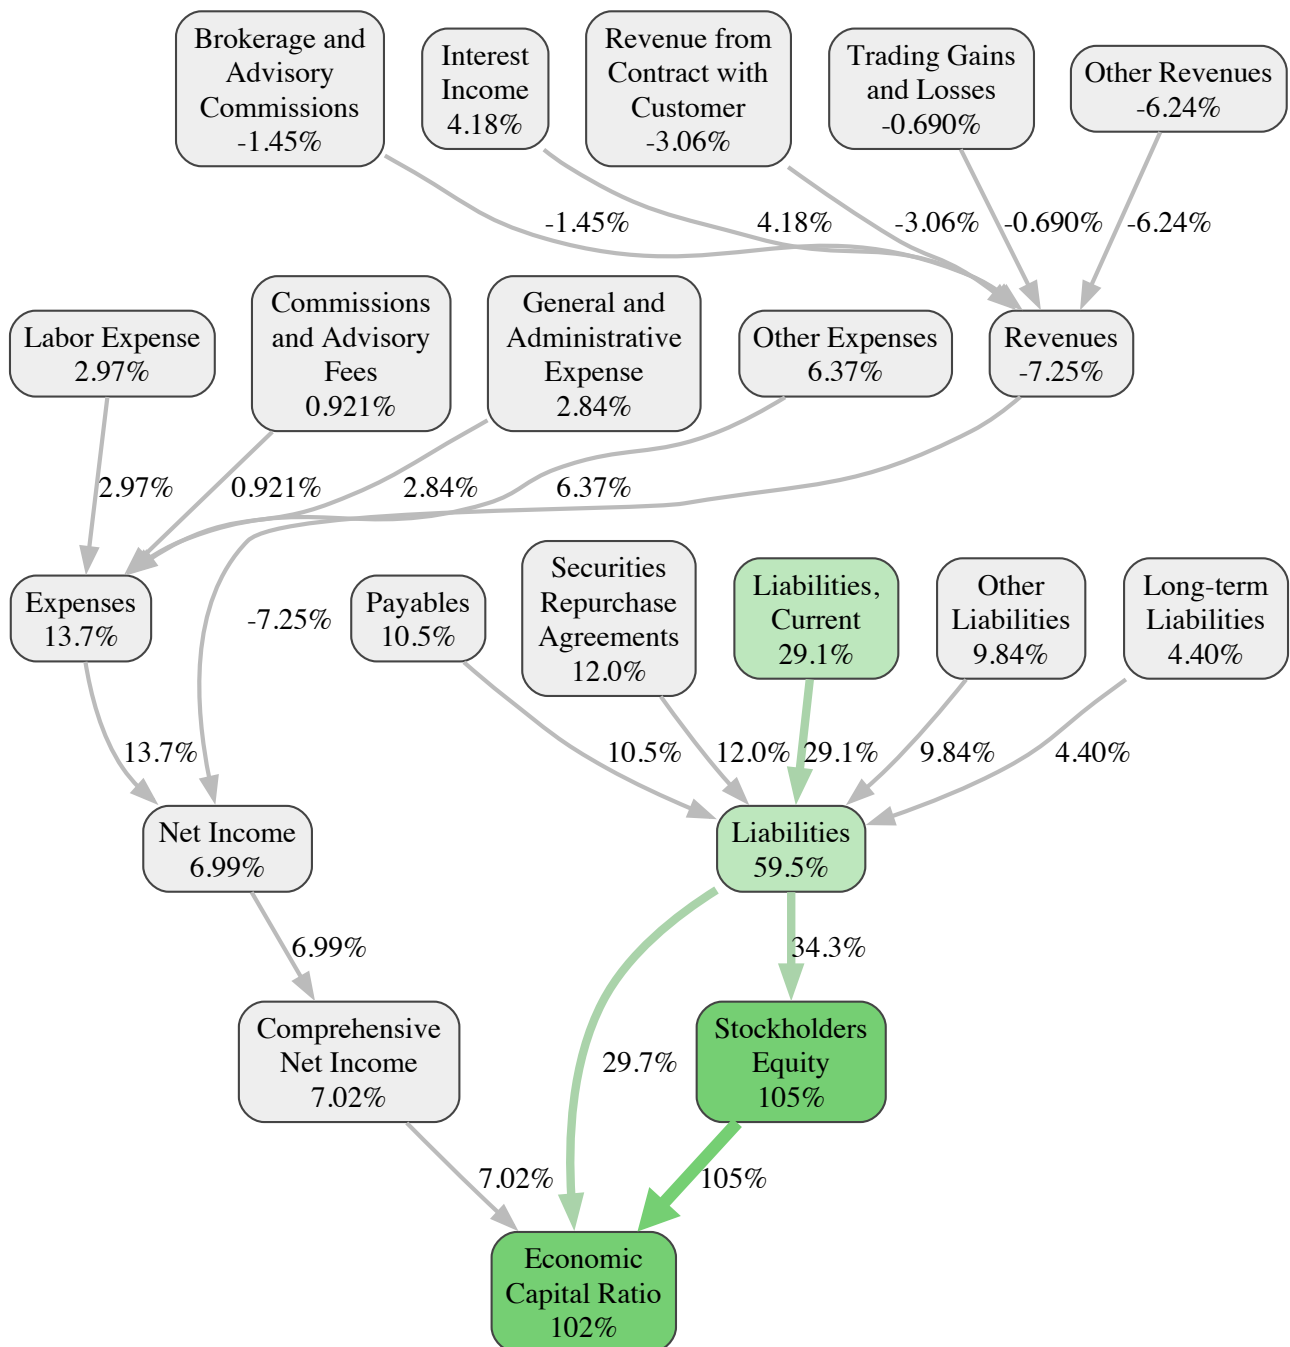 Brokerage and
Advisory
Commissions
-1.45%
Interest
Income
4.18%
Revenue from
Contract with
Customer
-3.06%
Trading Gains
and Losses
-0.690%
Other Revenues
-6.24%
-1.45%
4.18%
-3.06%
-0.690%
-6.24%
Labor Expense
2.97%
Commissions
and Advisory
Fees
0.921%
General and
Administrative
Expense
2.84%
Other Expenses
6.37%
Revenues
-7.25%
2.97%
0.921%
2.84%
6.37%
Expenses
13.7%
-7.25%
Payables
10.5%
Securities
Repurchase
Agreements
12.0%
Liabilities,
Current
29.1%
Other
Liabilities
9.84%
Long-term
Liabilities
4.40%
13.7%
10.5%
12.0%
29.1%
9.84%
4.40%
Net Income
6.99%
Liabilities
59.5%
6.99%
34.3%
Comprehensive
Net Income
7.02%
29.7%
Stockholders
Equity
105%
7.02%
105%
Economic
Capital Ratio
102%